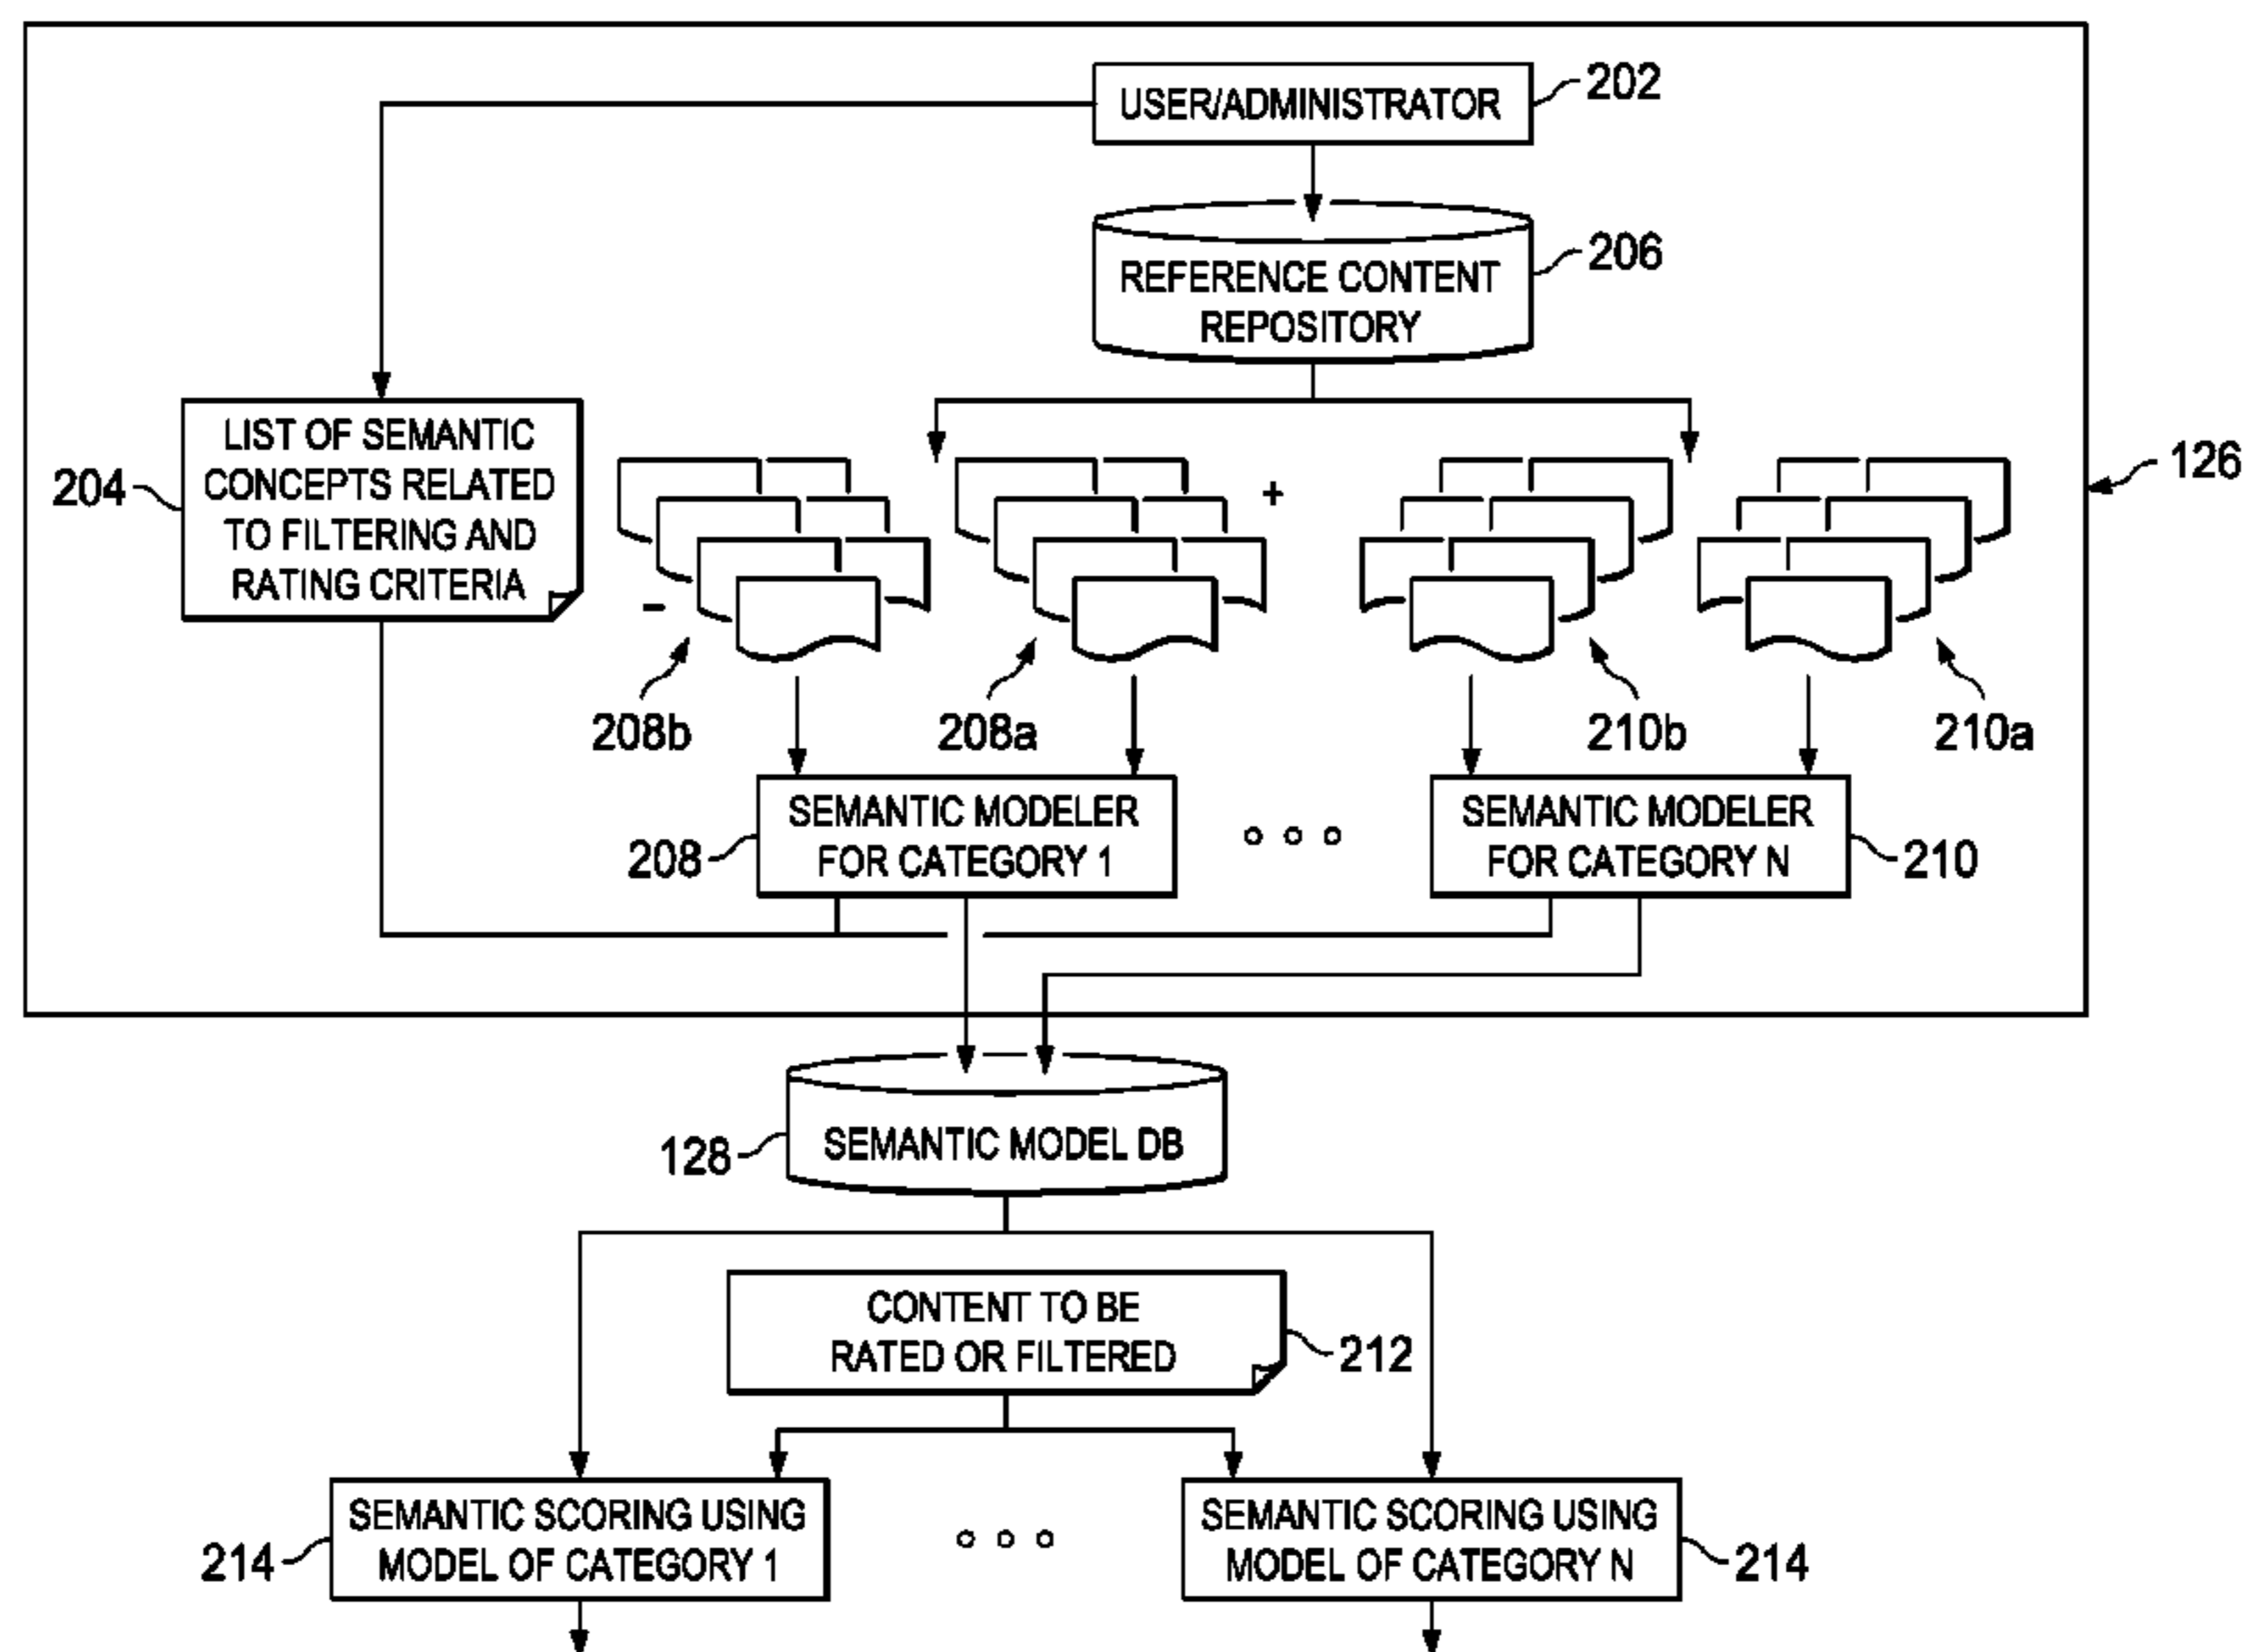 USER/ADMINISTRATOR
202
REFERENCE CONTENT
REPOSITORY
206
LIST OF SEMANTIC
CONCEPTS RELATED
TO FILTERING AND
RATING CRITERIA
204
126
+
-
208b
208a
210b
210a
SEMANTIC MODELER
FOR CATEGORY 1
208
SEMANTIC MODELER
FOR CATEGORY N
210
SEMANTIC MODEL DB
128
CONTENT TO BE
RATED OR FILTERED
212
SEMANTIC SCORING USING
MODEL OF CATEGORY 1
214
SEMANTIC SCORING USING
MODEL OF CATEGORY N
214